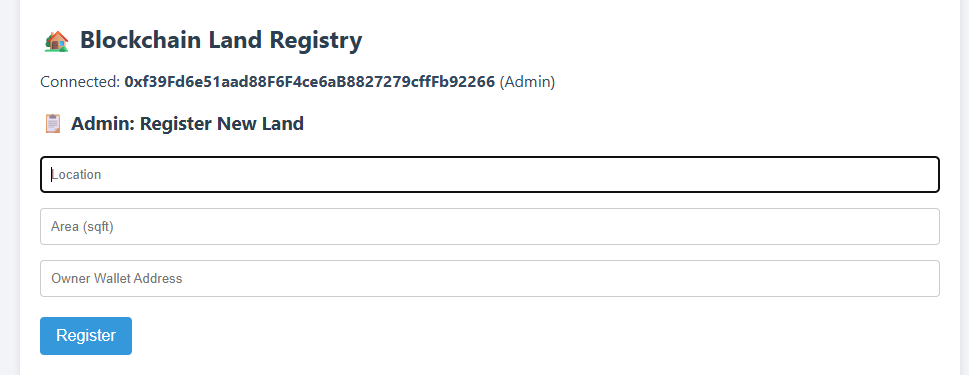 Blockchain Land Registry
Connected: 0xf39Fd6e51aad88F6F4ce6aB8827279cffFb92266 (Admin)
Admin: Register New Land
Location
Area (sqft)
Owner Wallet Address
Register